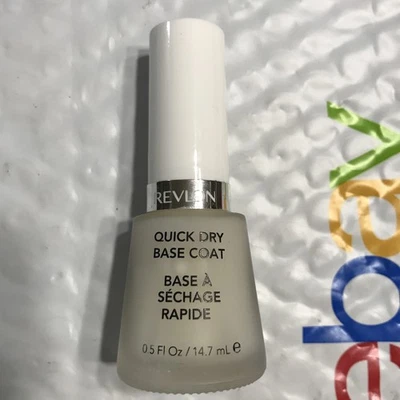 REVLON
QUICK DRY
BASE COAT
BASE À
SÉCHAGE
RAPIDE
0.5 Fl Oz / 14.7 mL ℮
ebay